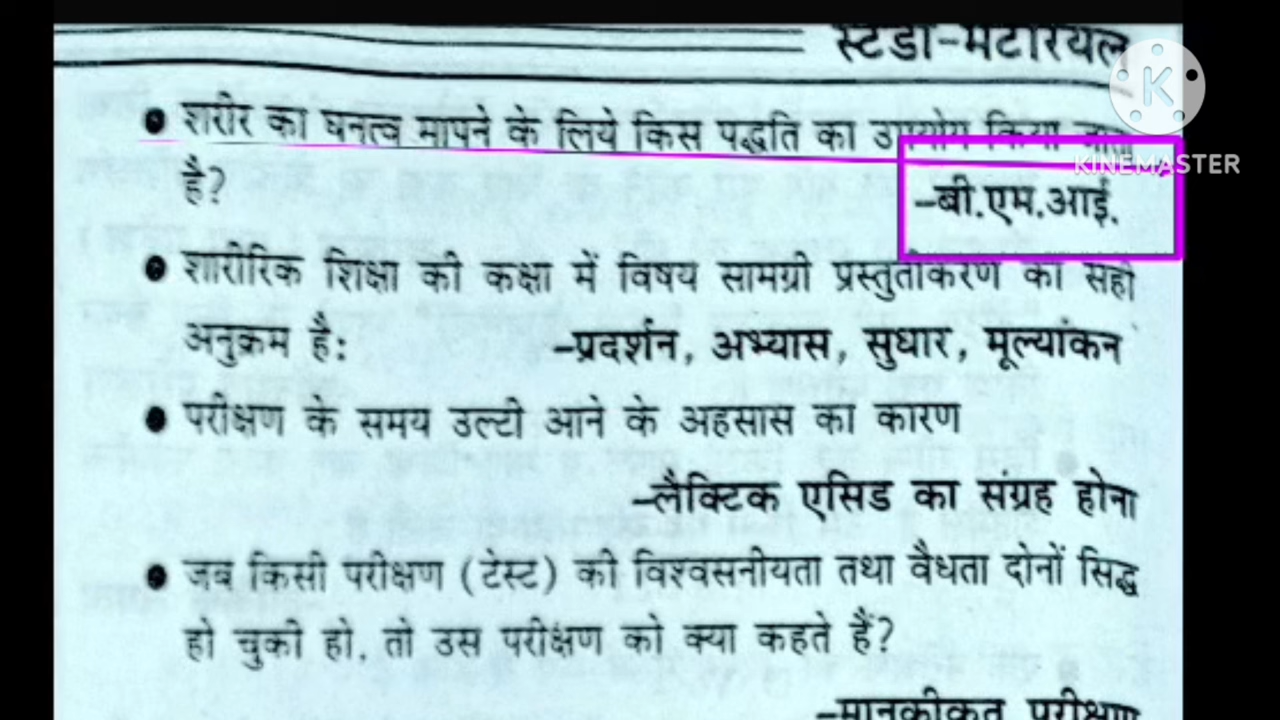 स्टडी-मटीरियल
K
KINEMASTER
● शरीर का घनत्व मापने के लिये किस पद्धति का उपयोग किया जाता
है?
–बी.एम.आई.
● शारीरिक शिक्षा की कक्षा में विषय सामग्री प्रस्तुतीकरण का सही
अनुक्रम है: –प्रदर्शन, अभ्यास, सुधार, मूल्यांकन
● परीक्षण के समय उल्टी आने के अहसास का कारण
–लैक्टिक एसिड का संग्रह होना
● जब किसी परीक्षण (टेस्ट) की विश्वसनीयता तथा वैधता दोनों सिद्ध
हो चुकी हो, तो उस परीक्षण को क्या कहते हैं?
–मानकीकृत परीक्षण